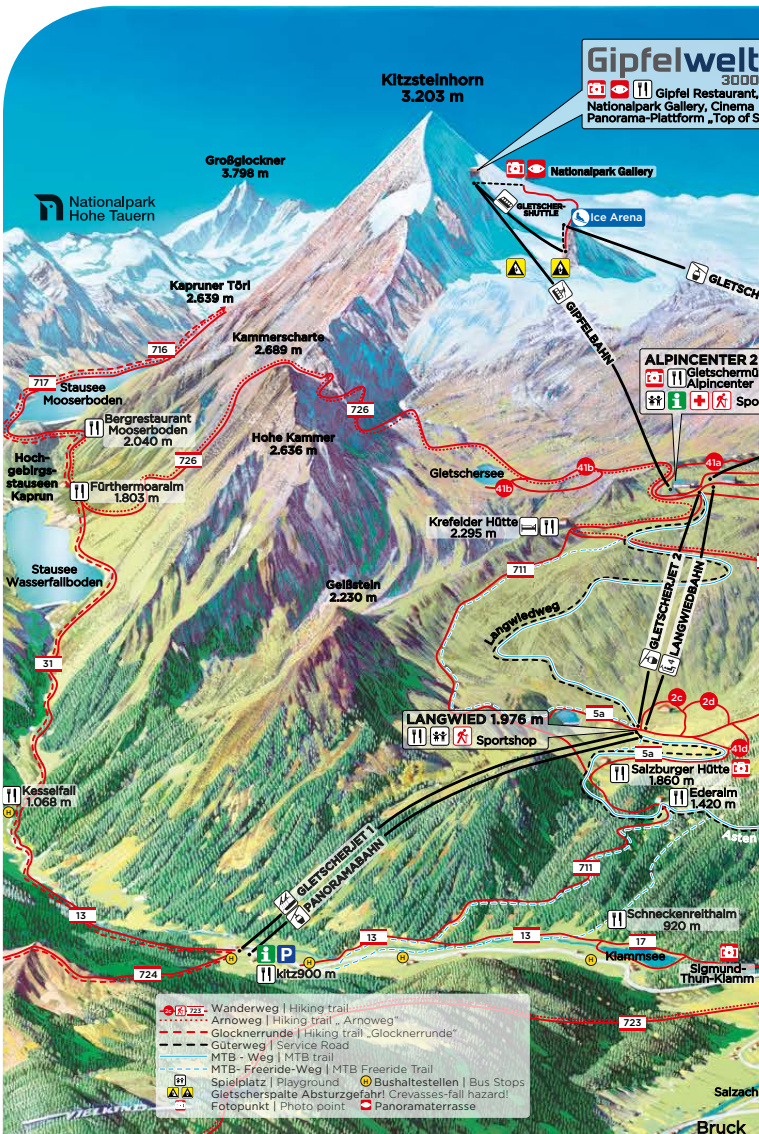 Gipfelwelt
3000
Gipfel Restaurant,
Nationalpark Gallery, Cinema
Panorama-Plattform „Top of S
Kitzsteinhorn
3.203 m
Großglockner
3.798 m
Nationalpark
Hohe Tauern
Nationalpark Gallery
GLETSCHER-
SHUTTLE
Ice Arena
GLETSCH
GIPFELBAHN
Kapruner Törl
2.639 m
Kammerscharte
2.689 m
716
717
Stausee
Mooserboden
726
ALPINCENTER 2
Gletschermü
Alpincenter
i
Spo
Bergrestaurant
Mooserboden
2.040 m
Hohe Kammer
2.636 m
726
Hoch-
gebirgs-
stauseen
Kaprun
Fürthermoaralm
1.803 m
Gletschersee
41b
41b
41a
Krefelder Hütte
2.295 m
711
Stausee
Wasserfallboden
Geißstein
2.230 m
Langwiedweg
GLETSCHERJET 2
LANGWIEDBAHN
4
31
2c
2d
5a
LANGWIED 1.976 m
Sportshop
5a
41d
Salzburger Hütte
1.860 m
Ederalm
1.420 m
Asten
Kesselfall
1.068 m
H
GLETSCHERJET 1
PANORAMABAHN
711
Schneckenreithalm
920 m
13
13
13
17
Klammsee
Sigmund-
Thun-Klamm
724
H
i P
kitz900 m
H
H
H
723
2c 723 Wanderweg | Hiking trail
Arnoweg | Hiking trail „ Arnoweg"
Glocknerrunde | Hiking trail „Glocknerrunde"
Güterweg | Service Road
MTB - Weg | MTB trail
MTB- Freeride-Weg | MTB Freeride Trail
Spielplatz | Playground H Bushaltestellen | Bus Stops
Gletscherspalte Absturzgefahr! Crevasses-fall hazard!
Fotopunkt | Photo point Panoramaterrasse
Salzach
Bruck